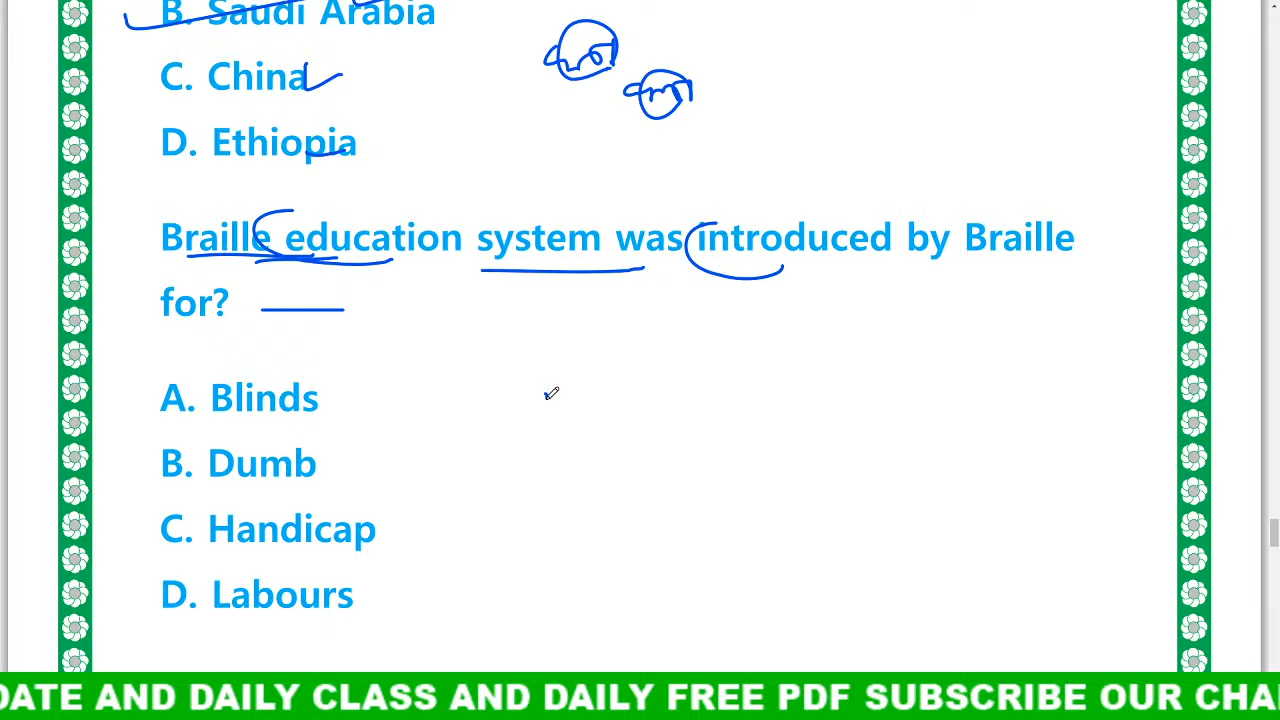 B. Saudi Arabia
C. China
D. Ethiopia
Braille education system was introduced by Braille
for?
A. Blinds
B. Dumb
C. Handicap
D. Labours
DATE AND DAILY CLASS AND DAILY FREE PDF SUBSCRIBE OUR CHA